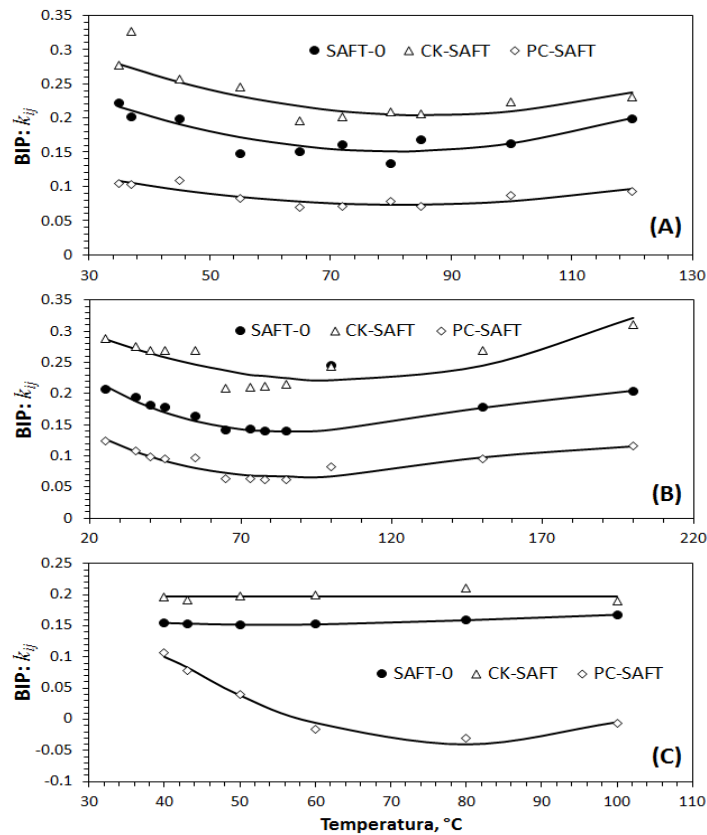 0.35
0.3
0.25
0.2
0.15
0.1
0.05
0
BIP: kij
SAFT-0 CK-SAFT PC-SAFT
(A)
30 50 70 90 110 130
0.35
0.3
0.25
0.2
0.15
0.1
0.05
0
BIP: kij
SAFT-0 CK-SAFT PC-SAFT
(B)
20 70 120 170 220
0.25
0.2
0.15
0.1
0.05
0
-0.05
-0.1
BIP: kij
SAFT-0 CK-SAFT PC-SAFT
(C)
30 40 50 60 70 80 90 100 110
Temperatura, °C